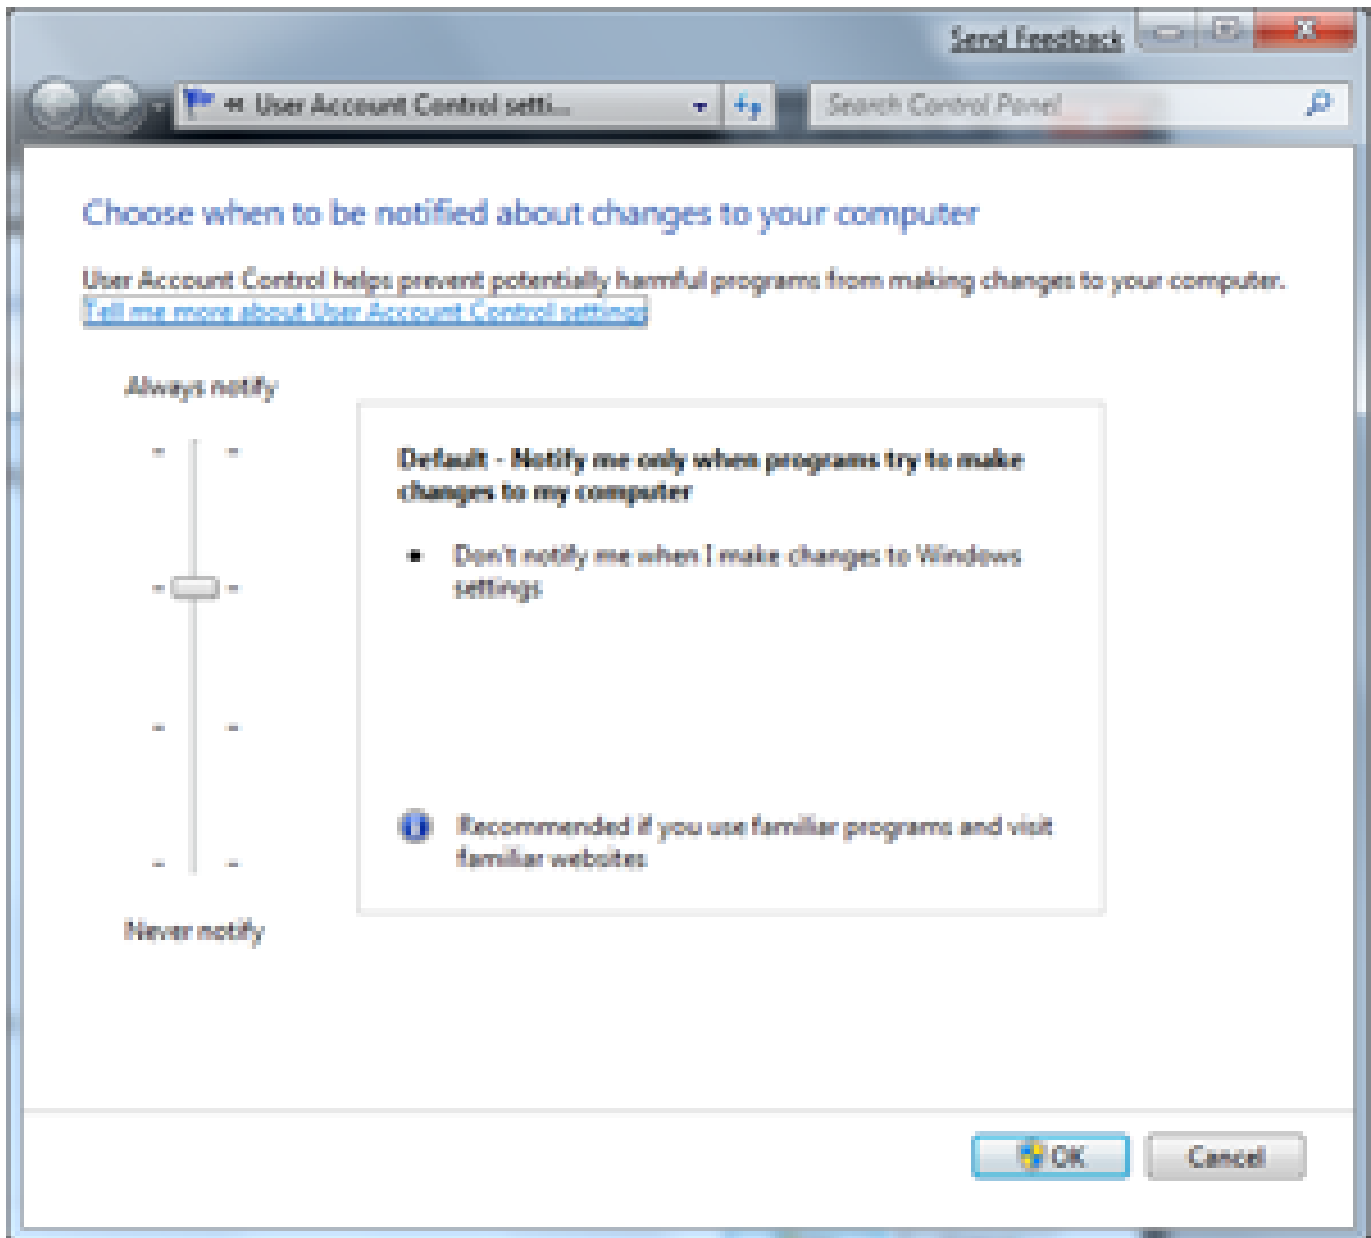 Send Feedback
User Account Control setti...
Search Control Panel
Choose when to be notified about changes to your computer
User Account Control helps prevent potentially harmful programs from making changes to your computer.
Tell me more about User Account Control settings
Always notify
Default - Notify me only when programs try to make
changes to my computer
• Don't notify me when I make changes to Windows
settings
Recommended if you use familiar programs and visit
familiar websites
Never notify
OK
Cancel